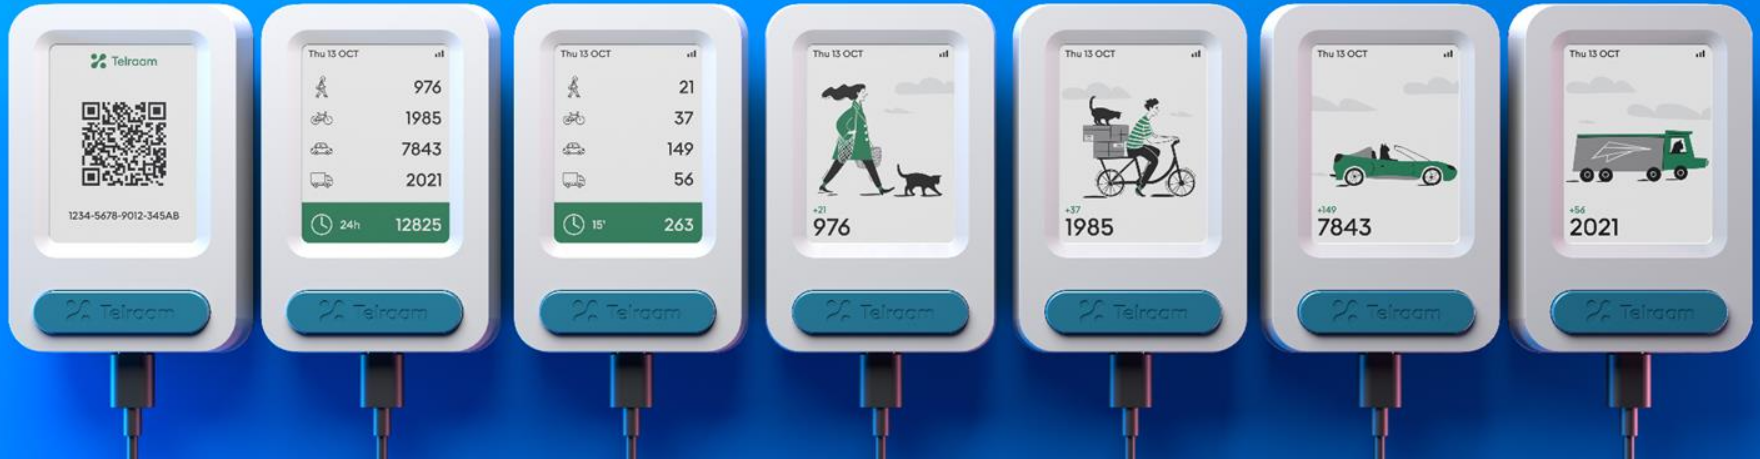 Telraam
1234-5678-9012-345AB
Telraam
Thu 13 OCT
976
1985
7843
2021
24h 12825
Telraam
Thu 13 OCT
21
37
149
56
15' 263
Telraam
Thu 13 OCT
+21
976
Telraam
Thu 13 OCT
+37
1985
Telraam
Thu 13 OCT
+149
7843
Telraam
Thu 13 OCT
+56
2021
Telraam